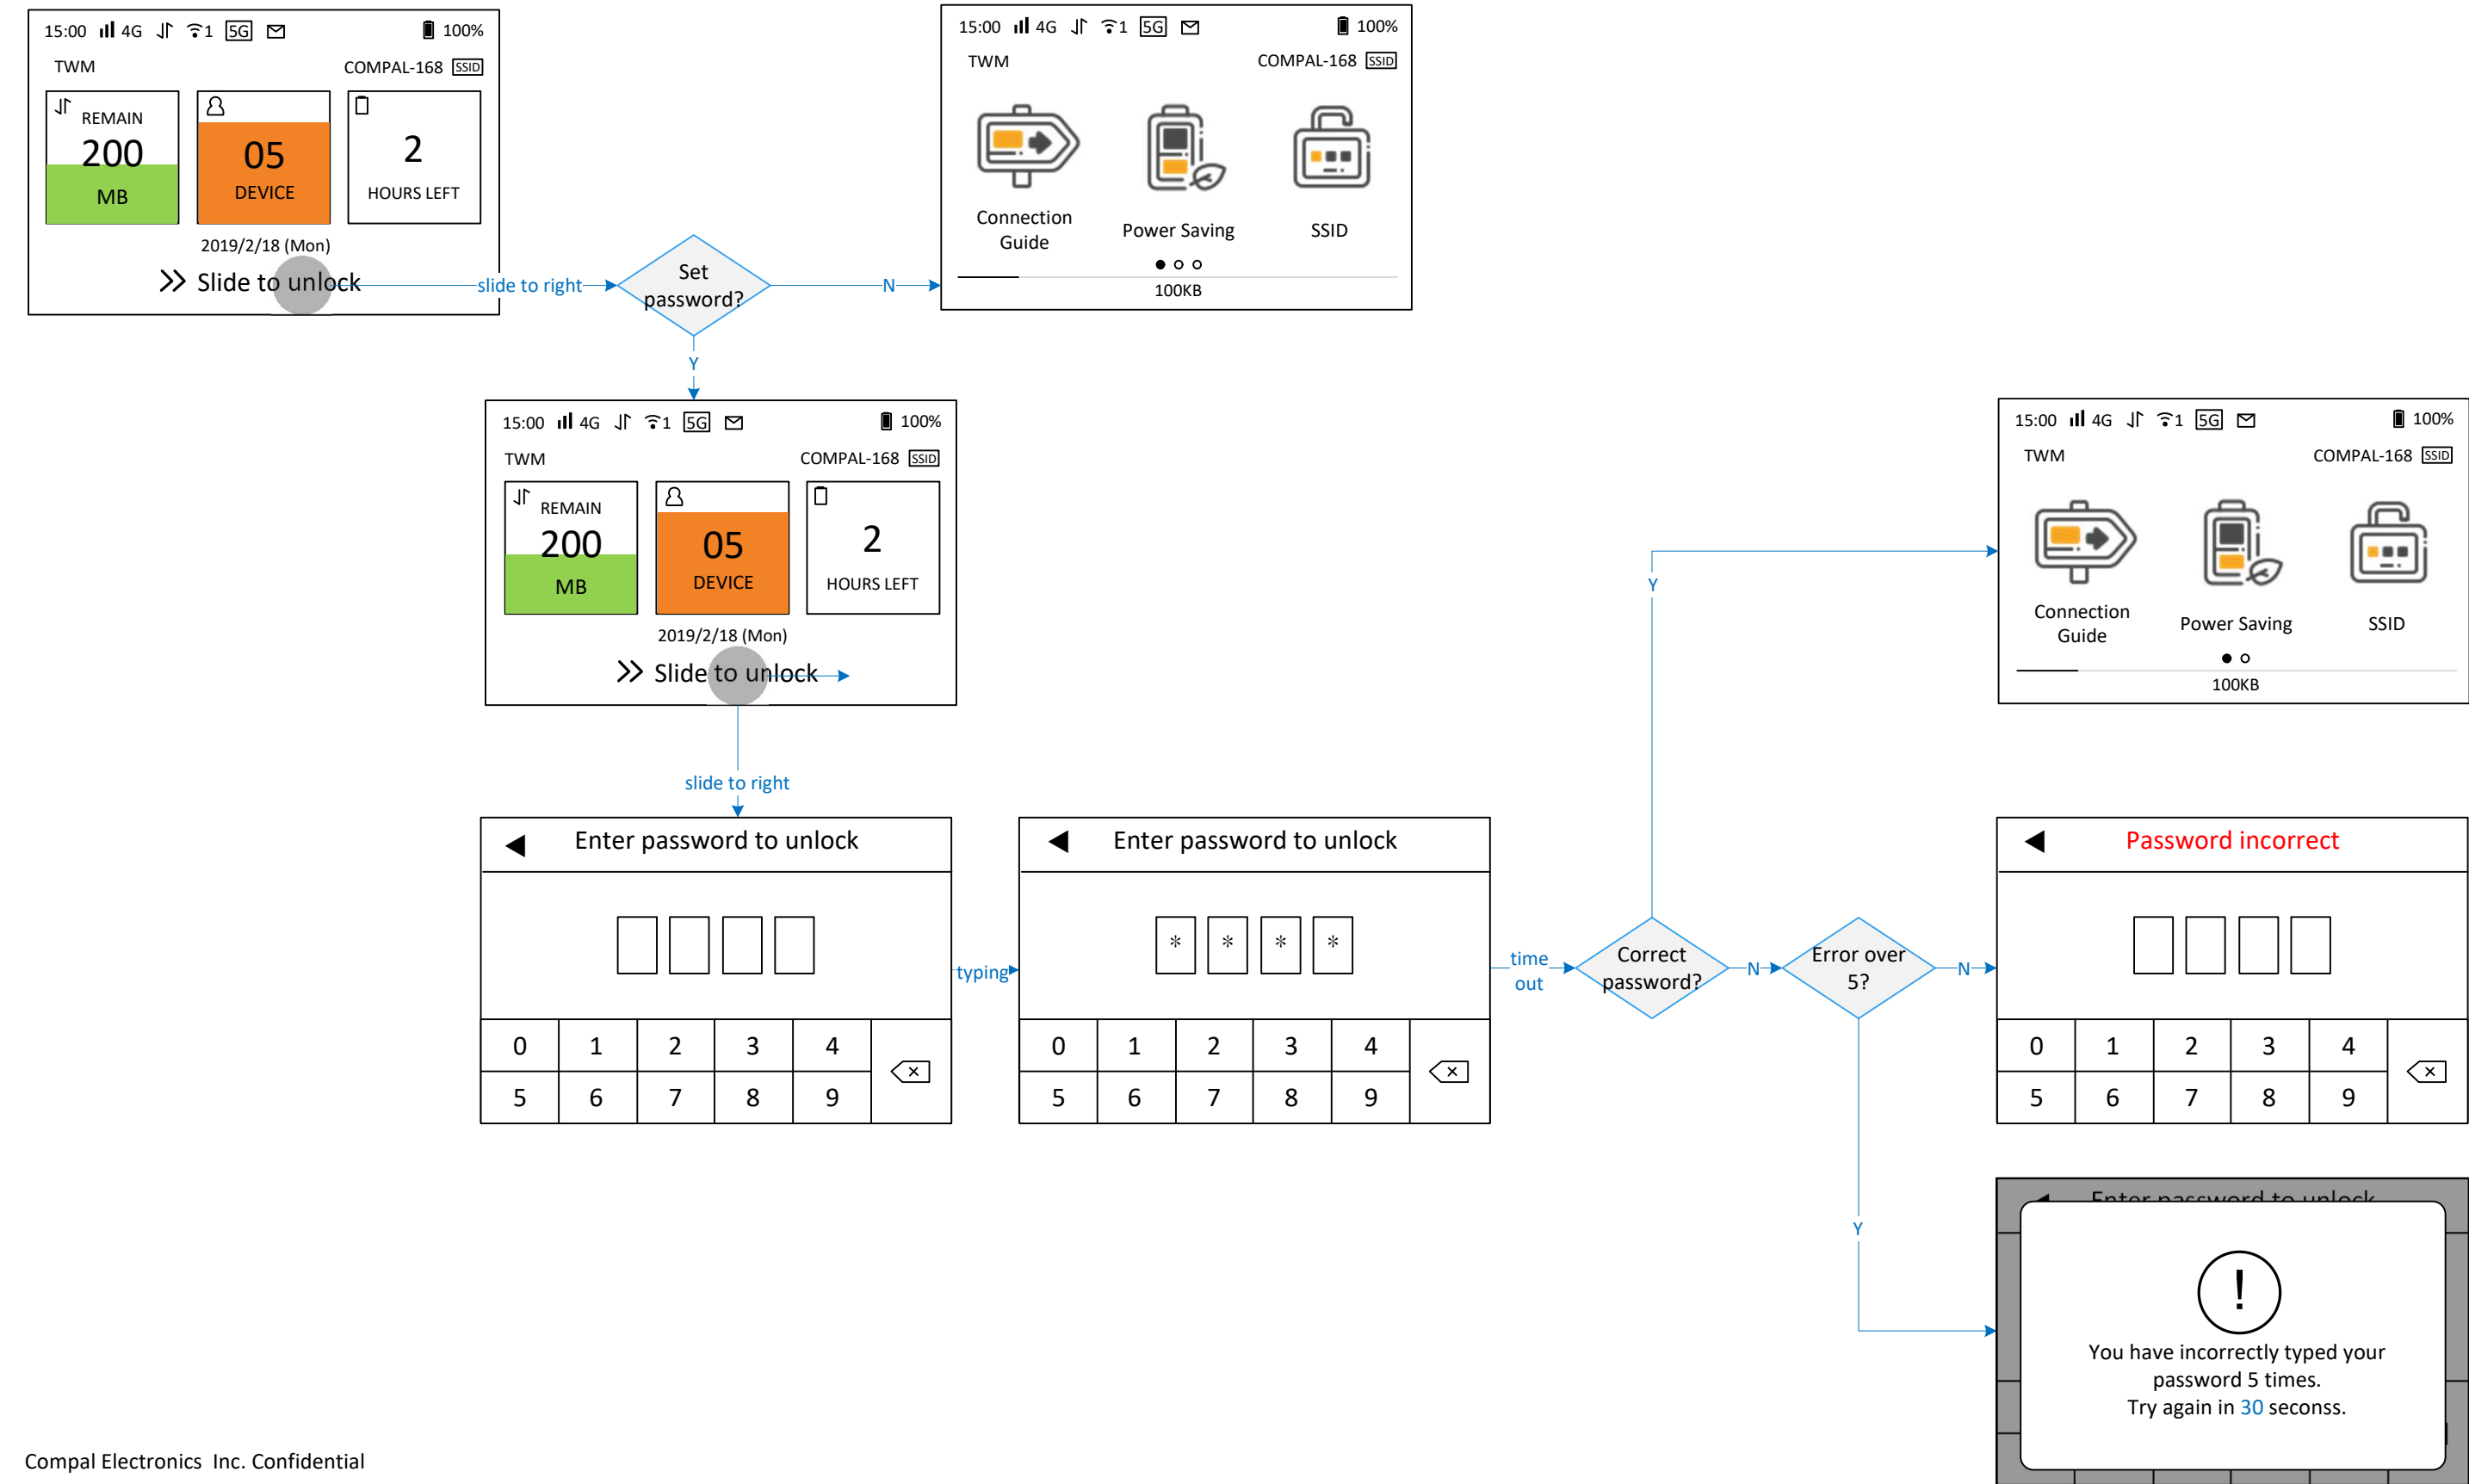 15:00 4G 1 5G 100%
TWM COMPAL-168 SSID
REMAIN
200
MB
05
DEVICE
2
HOURS LEFT
2019/2/18 (Mon)
Slide to unlock
slide to right
Set
password?
N
Y
15:00 4G 1 5G 100%
TWM COMPAL-168 SSID
Connection
Guide
Power Saving
SSID
100KB
15:00 4G 1 5G 100%
TWM COMPAL-168 SSID
REMAIN
200
MB
05
DEVICE
2
HOURS LEFT
2019/2/18 (Mon)
Slide to unlock
slide to right
Y
15:00 4G 1 5G 100%
TWM COMPAL-168 SSID
Connection
Guide
Power Saving
SSID
100KB
Enter password to unlock
0 1 2 3 4
5 6 7 8 9
typing
Enter password to unlock
* * * *
0 1 2 3 4
5 6 7 8 9
time
out
Correct
password?
N
Error over
5?
N
Y
Password incorrect
0 1 2 3 4
5 6 7 8 9
Enter password to unlock
!
You have incorrectly typed your
password 5 times.
Try again in 30 seconss.
Compal Electronics Inc. Confidential